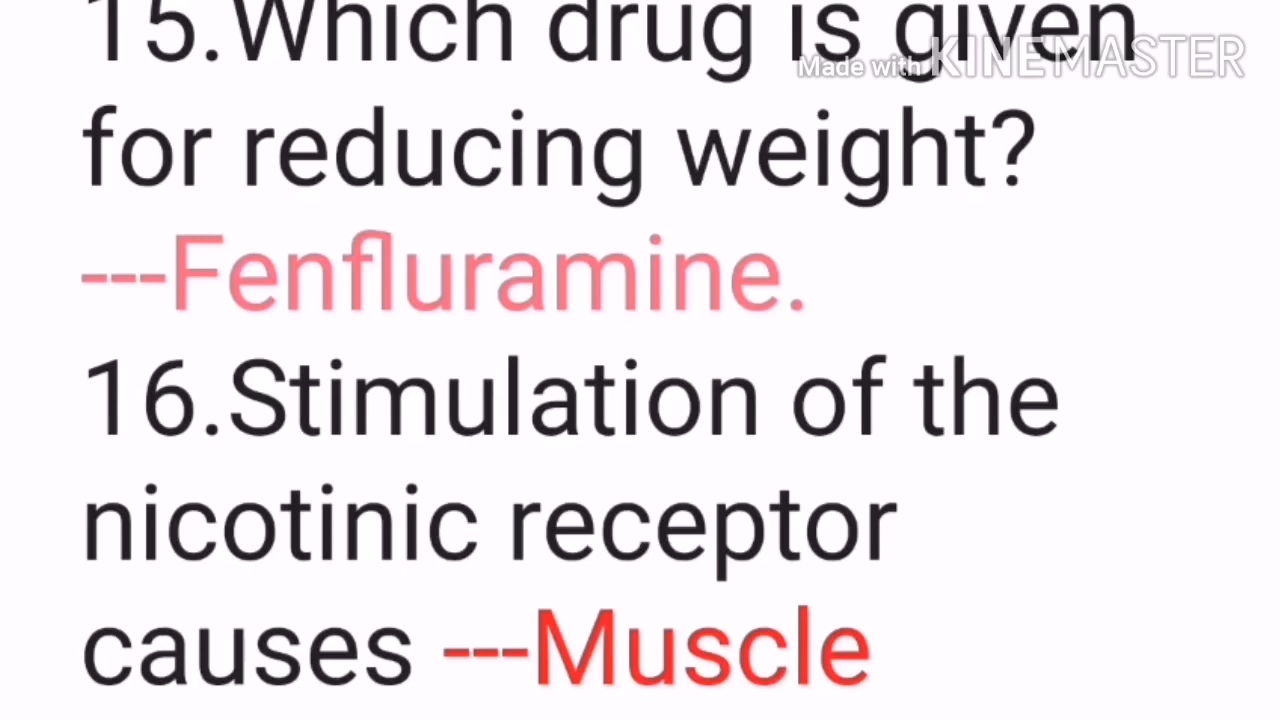 15.Which drug is given
Made with KINEMASTER
for reducing weight?
---Fenfluramine.
16.Stimulation of the
nicotinic receptor
causes ---Muscle